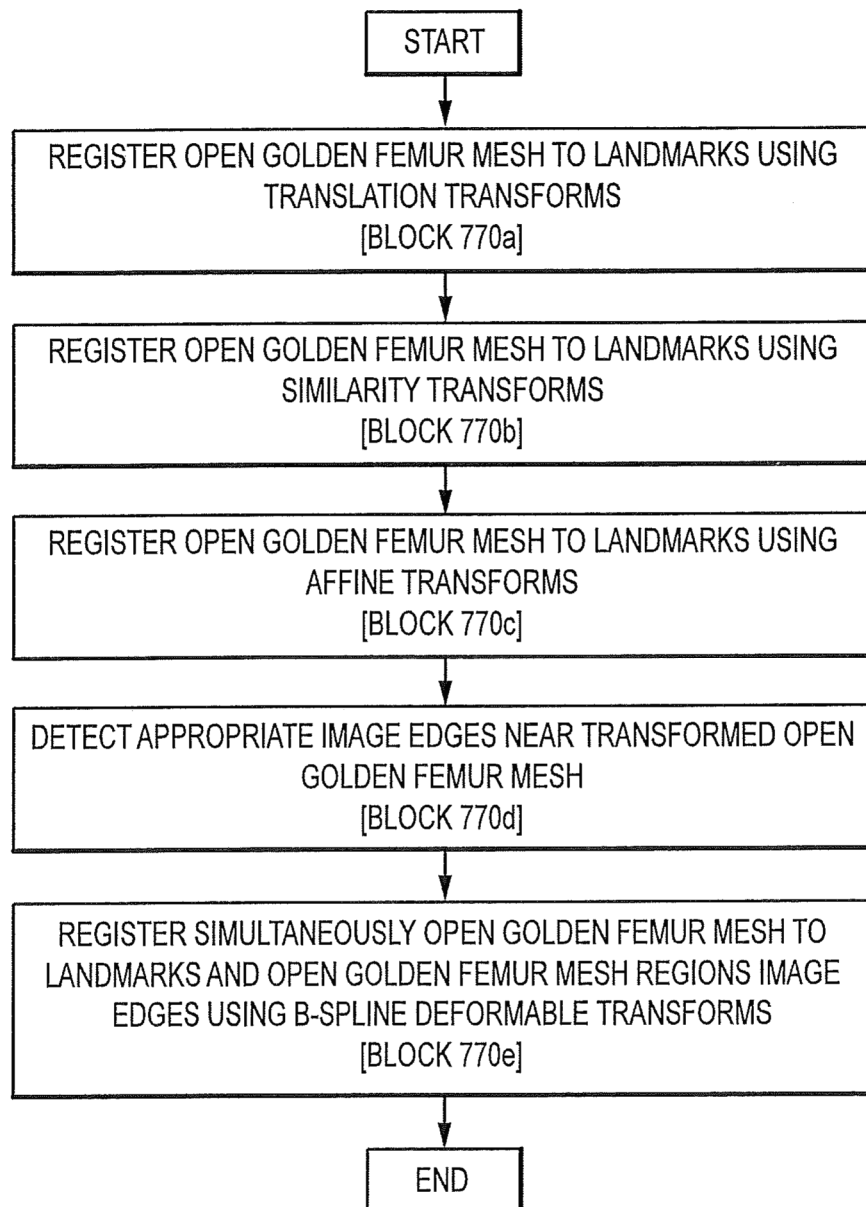 START
REGISTER OPEN GOLDEN FEMUR MESH TO LANDMARKS USING
TRANSLATION TRANSFORMS
[BLOCK 770a]
REGISTER OPEN GOLDEN FEMUR MESH TO LANDMARKS USING
SIMILARITY TRANSFORMS
[BLOCK 770b]
REGISTER OPEN GOLDEN FEMUR MESH TO LANDMARKS USING
AFFINE TRANSFORMS
[BLOCK 770c]
DETECT APPROPRIATE IMAGE EDGES NEAR TRANSFORMED OPEN
GOLDEN FEMUR MESH
[BLOCK 770d]
REGISTER SIMULTANEOUSLY OPEN GOLDEN FEMUR MESH TO
LANDMARKS AND OPEN GOLDEN FEMUR MESH REGIONS IMAGE
EDGES USING B-SPLINE DEFORMABLE TRANSFORMS
[BLOCK 770e]
END